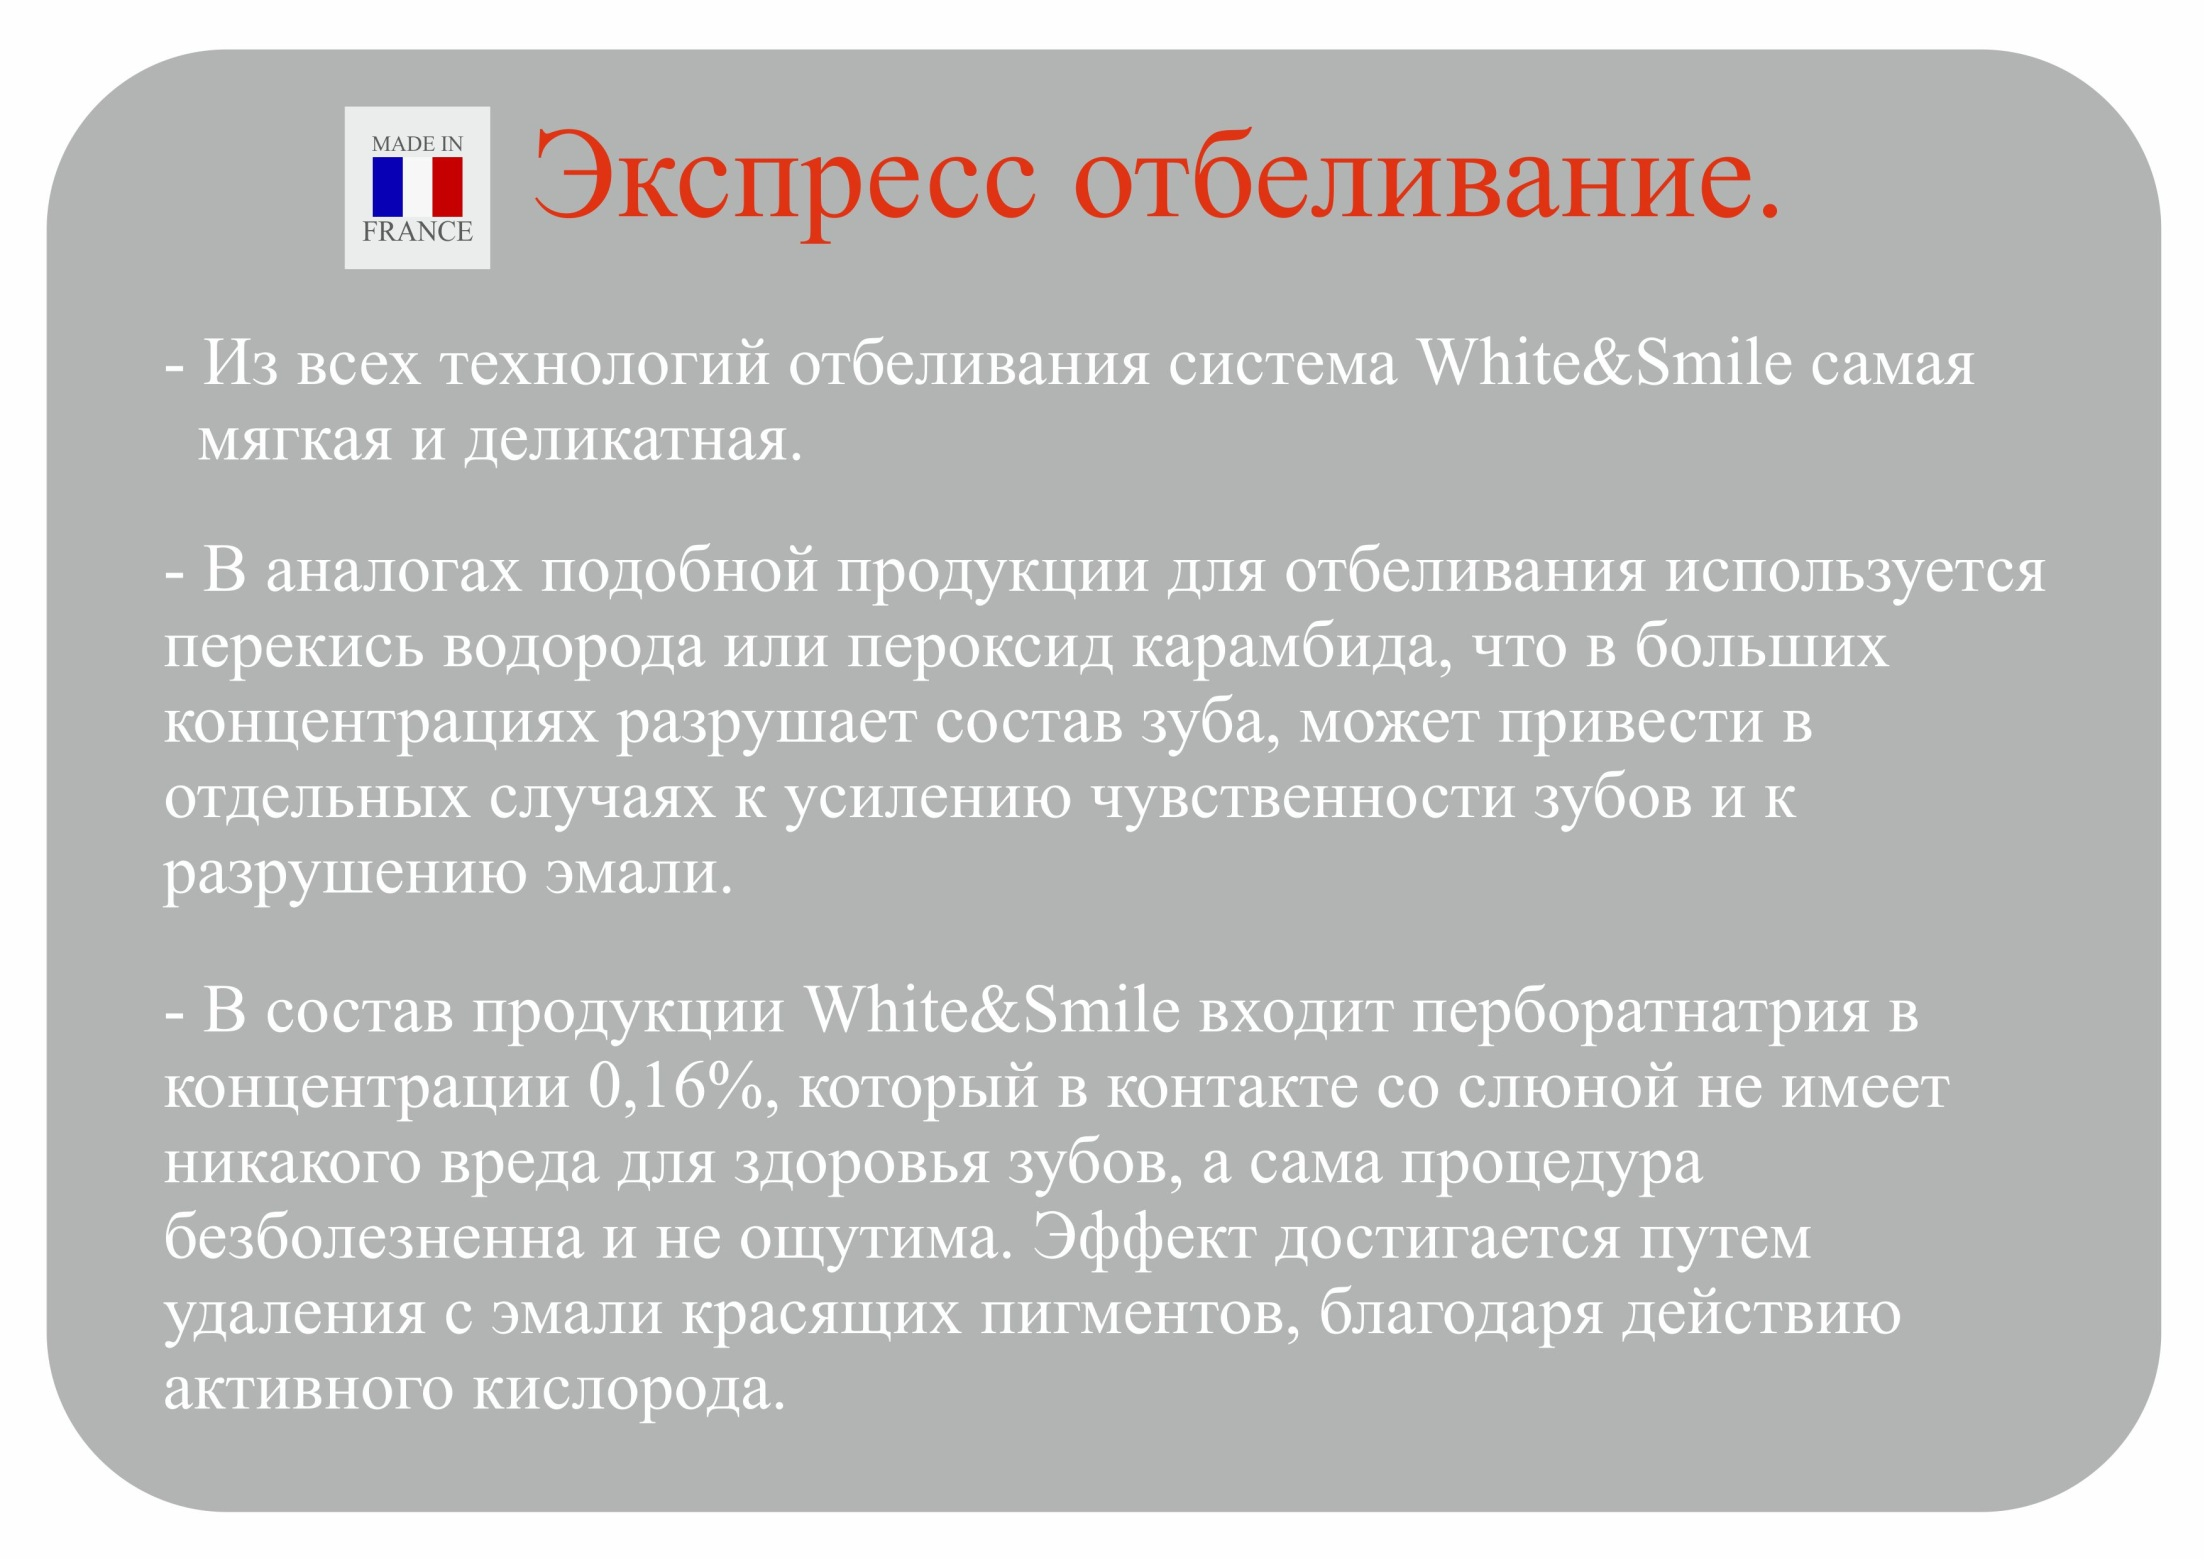 MADE IN
FRANCE
Экспресс отбеливание.
- Из всех технологий отбеливания система White&Smile самая
мягкая и деликатная.
- В аналогах подобной продукции для отбеливания используется
перекись водорода или пероксид карамбида, что в больших
концентрациях разрушает состав зуба, может привести в
отдельных случаях к усилению чувственности зубов и к
разрушению эмали.
- В состав продукции White&Smile входит перборатнатрия в
концентрации 0,16%, который в контакте со слюной не имеет
никакого вреда для здоровья зубов, а сама процедура
безболезненна и не ощутима. Эффект достигается путем
удаления с эмали красящих пигментов, благодаря действию
активного кислорода.